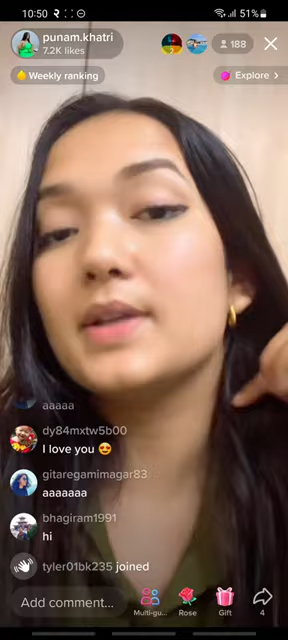 10:50
51%
punam.khatri
7.2K likes
188
Weekly ranking
Explore >
aaaaa
dy84mxtw5b00
I love you 😍
gitaregamimagar83
aaaaaaa
bhagiram1991
hi
tyler01bk235 joined
Add comment...
Multi-gu...
Rose
Gift
4